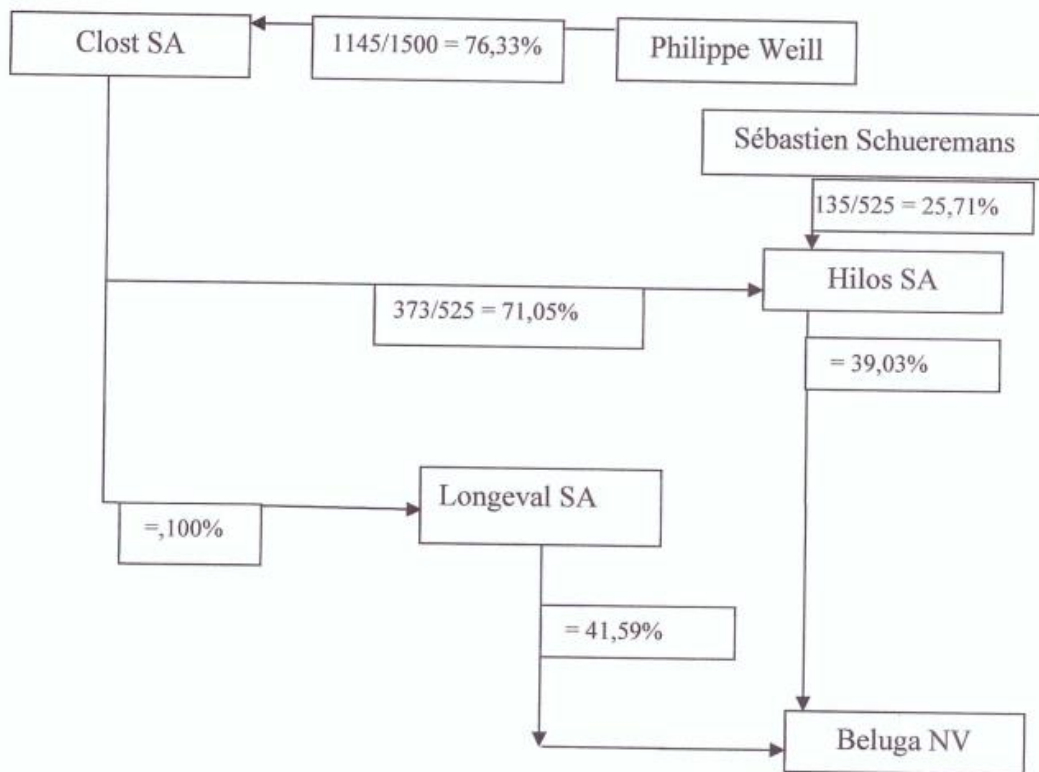 Clost SA
1145/1500 = 76,33%
Philippe Weill
Sébastien Schueremans
135/525 = 25,71%
Hilos SA
373/525 = 71,05%
= 39,03%
Longeval SA
=,100%
= 41,59%
Beluga NV